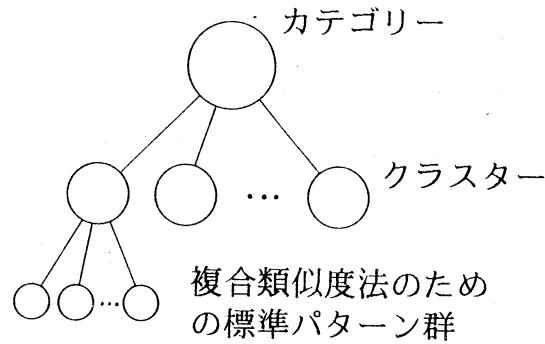 カテゴリー
クラスター
複合類似度法のため
の標準パターン群